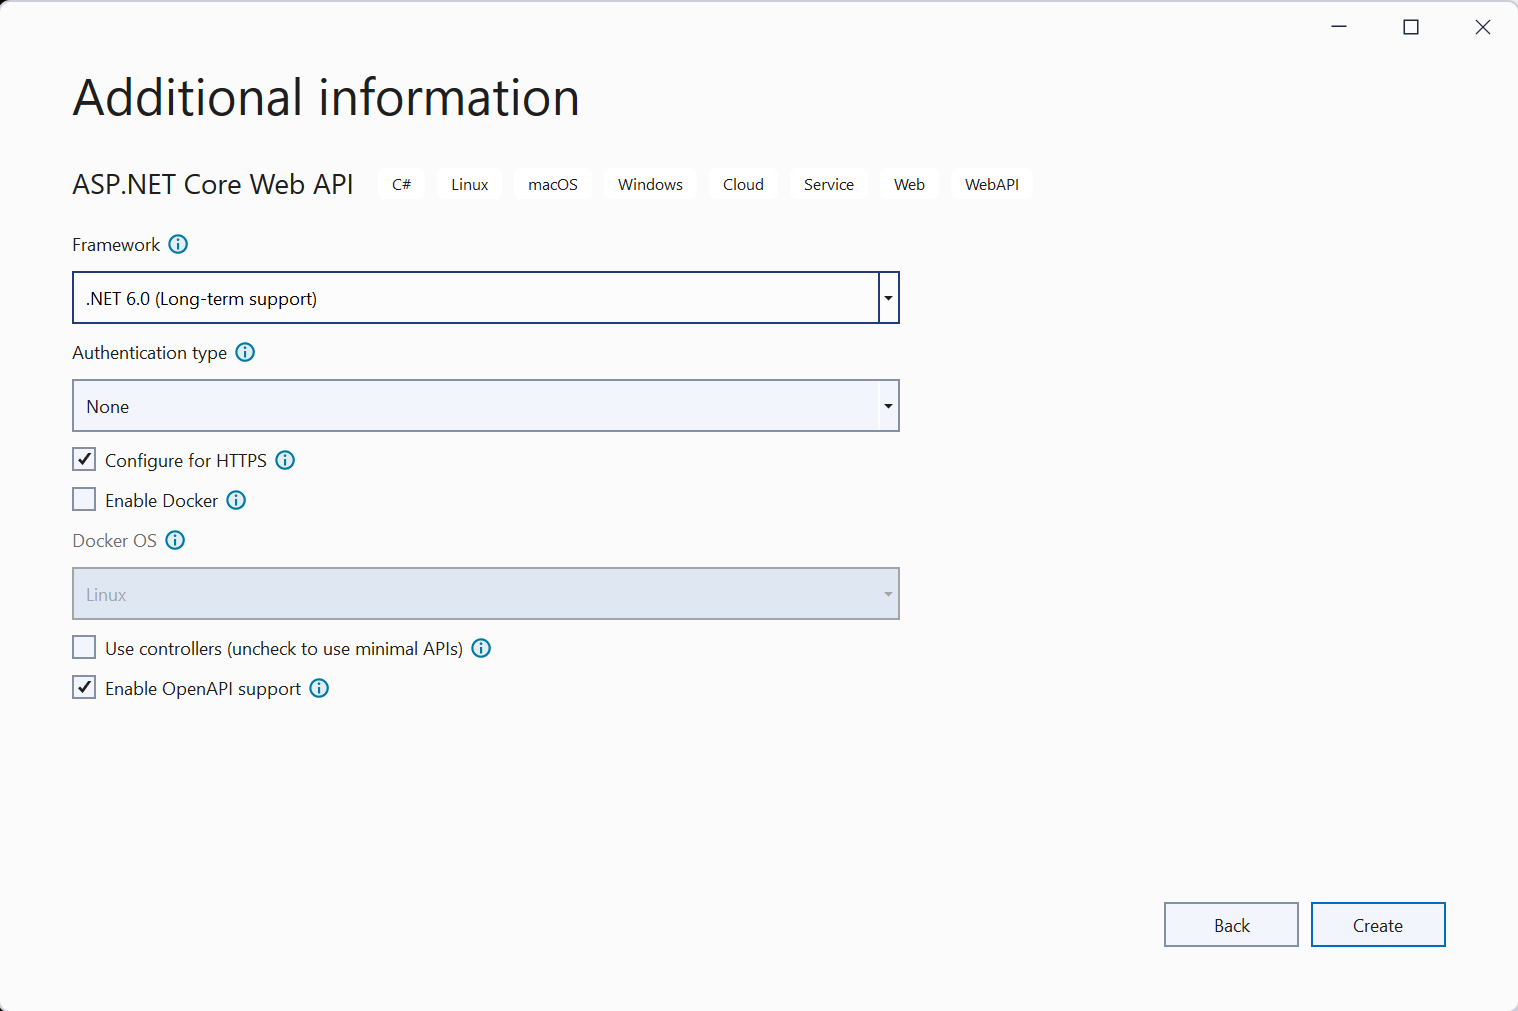 Additional information
ASP.NET Core Web API C# Linux macOS Windows Cloud Service Web WebAPI
Framework
.NET 6.0 (Long-term support)
Authentication type
None
Configure for HTTPS
Enable Docker
Docker OS
Linux
Use controllers (uncheck to use minimal APIs)
Enable OpenAPI support
Back Create